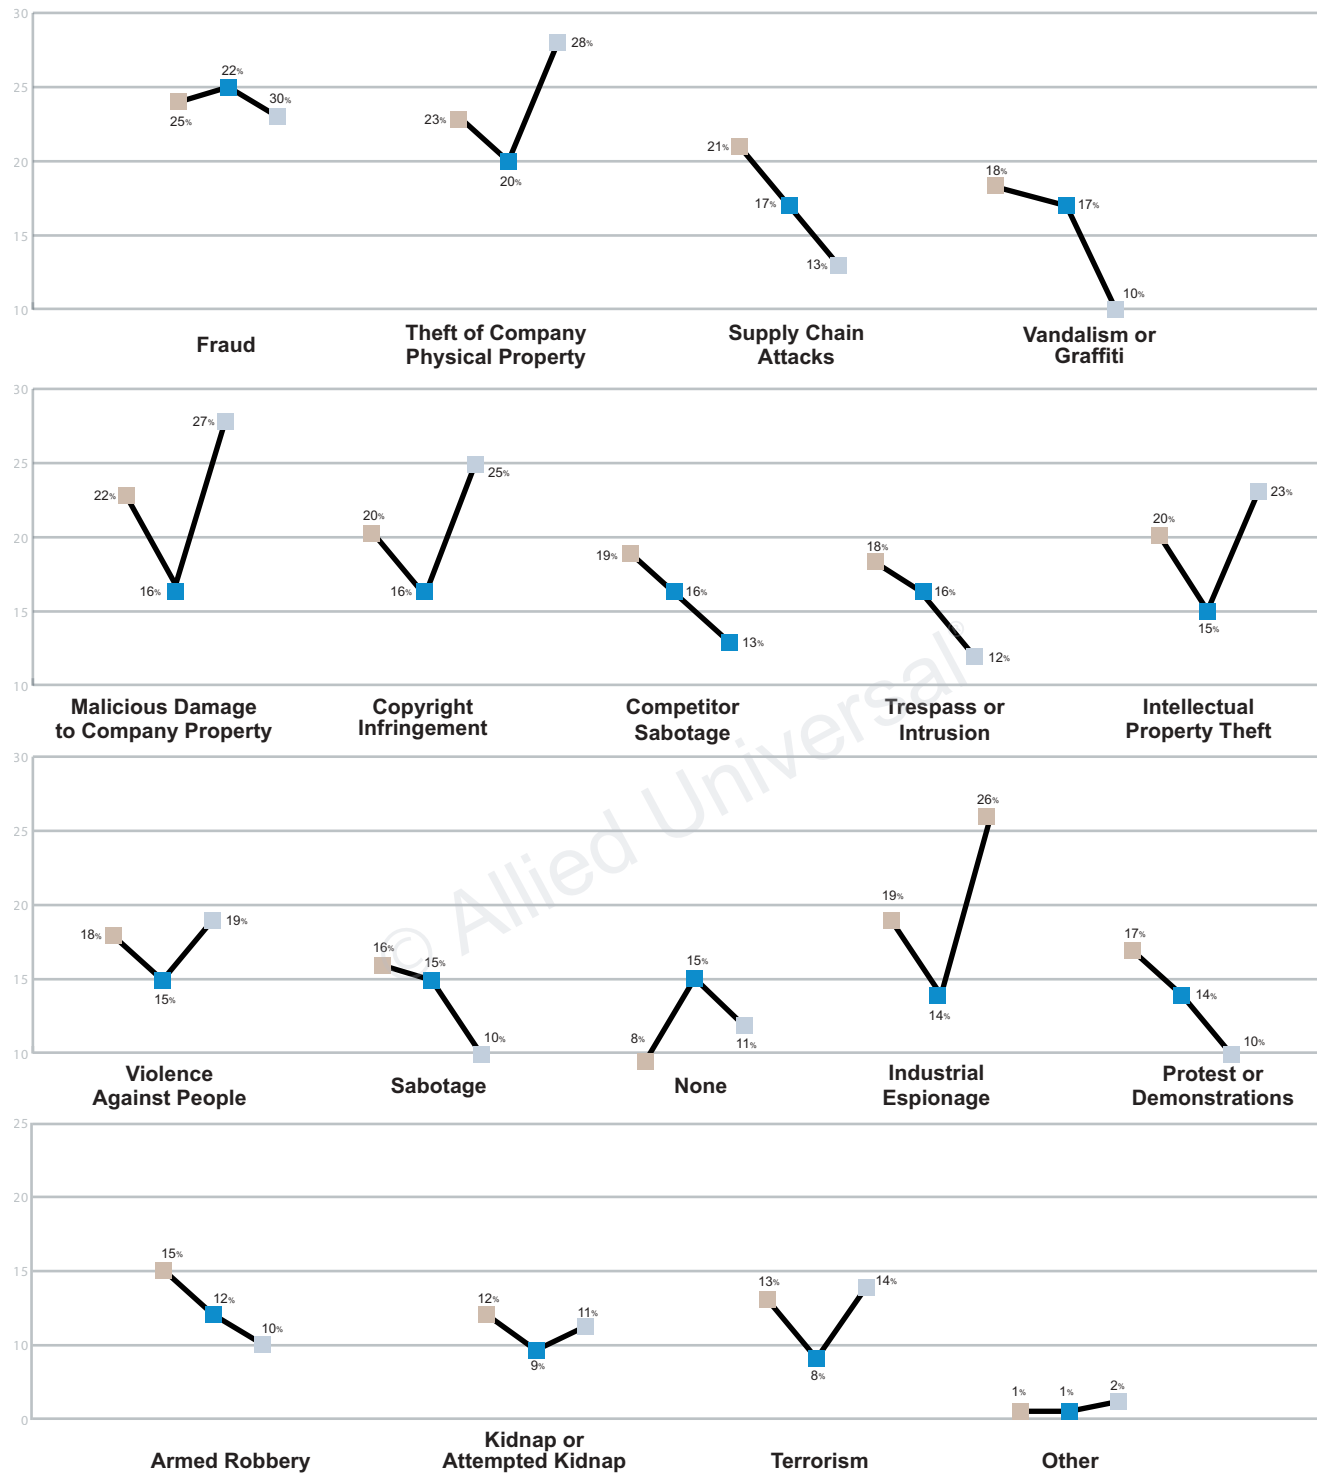 30
25
20
15
10
25%
22%
30%
23%
20%
28%
21%
17%
13%
18%
17%
10%
Fraud
Theft of Company
Physical Property
Supply Chain
Attacks
Vandalism or
Graffiti
30
25
20
15
10
22%
16%
27%
20%
16%
25%
19%
16%
13%
18%
16%
12%
20%
15%
23%
Malicious Damage
to Company Property
Copyright
Infringement
Competitor
Sabotage
Trespass or
Intrusion
Intellectual
Property Theft
30
25
20
15
10
18%
15%
19%
16%
15%
10%
8%
15%
11%
19%
14%
26%
17%
14%
10%
Violence
Against People
Sabotage
None
Industrial
Espionage
Protest or
Demonstrations
25
20
15
10
0
15%
12%
10%
12%
9%
11%
13%
8%
14%
1%
1%
2%
Armed Robbery
Kidnap or
Attempted Kidnap
Terrorism
Other
© Allied Universal®